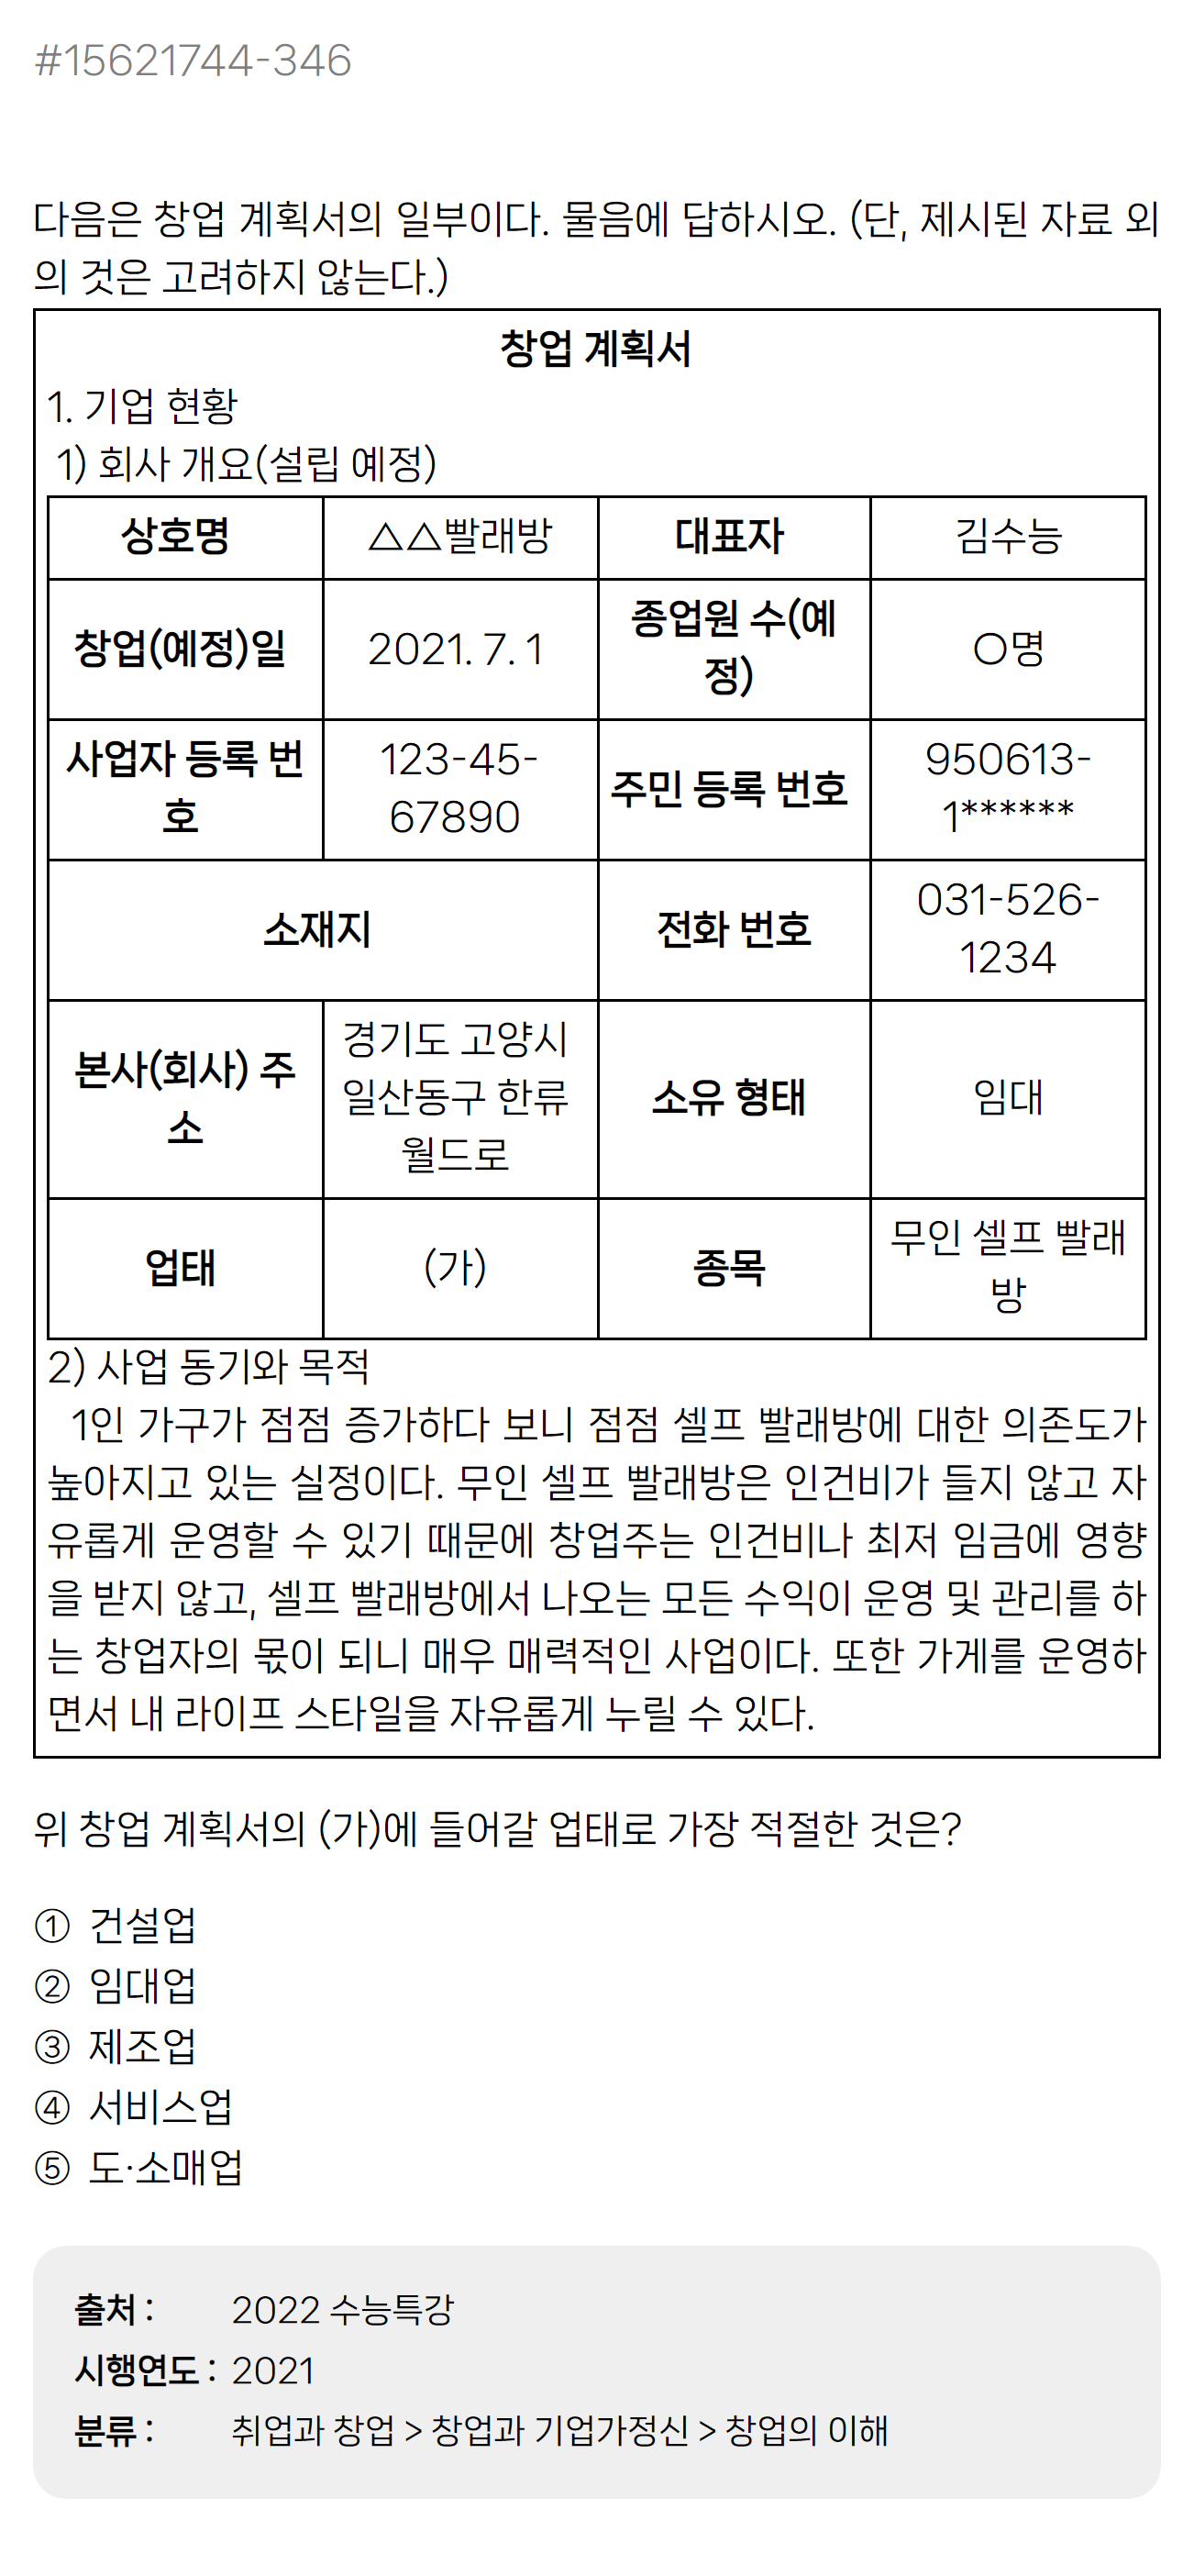 #15621744-346
다음은 창업 계획서의 일부이다. 물음에 답하시오. (단, 제시된 자료 외
의 것은 고려하지 않는다.)
창업 계획서
1. 기업 현황
1) 회사 개요(설립 예정)
상호명 △△빨래방 대표자 김수능
창업(예정)일 2021. 7. 1 종업원 수(예
정) ○명
사업자 등록 번
호 123-45-
67890 주민 등록 번호 950613-
1******
소재지 전화 번호 031-526-
1234
본사(회사) 주
소 경기도 고양시
일산동구 한류
월드로 소유 형태 임대
업태 (가) 종목 무인 셀프 빨래
방
2) 사업 동기와 목적
1인 가구가 점점 증가하다 보니 점점 셀프 빨래방에 대한 의존도가
높아지고 있는 실정이다. 무인 셀프 빨래방은 인건비가 들지 않고 자
유롭게 운영할 수 있기 때문에 창업주는 인건비나 최저 임금에 영향
을 받지 않고, 셀프 빨래방에서 나오는 모든 수익이 운영 및 관리를 하
는 창업자의 몫이 되니 매우 매력적인 사업이다. 또한 가게를 운영하
면서 내 라이프 스타일을 자유롭게 누릴 수 있다.
위 창업 계획서의 (가)에 들어갈 업태로 가장 적절한 것은?
① 건설업
② 임대업
③ 제조업
④ 서비스업
⑤ 도·소매업
출처 : 2022 수능특강
시행연도 : 2021
분류 : 취업과 창업 > 창업과 기업가정신 > 창업의 이해